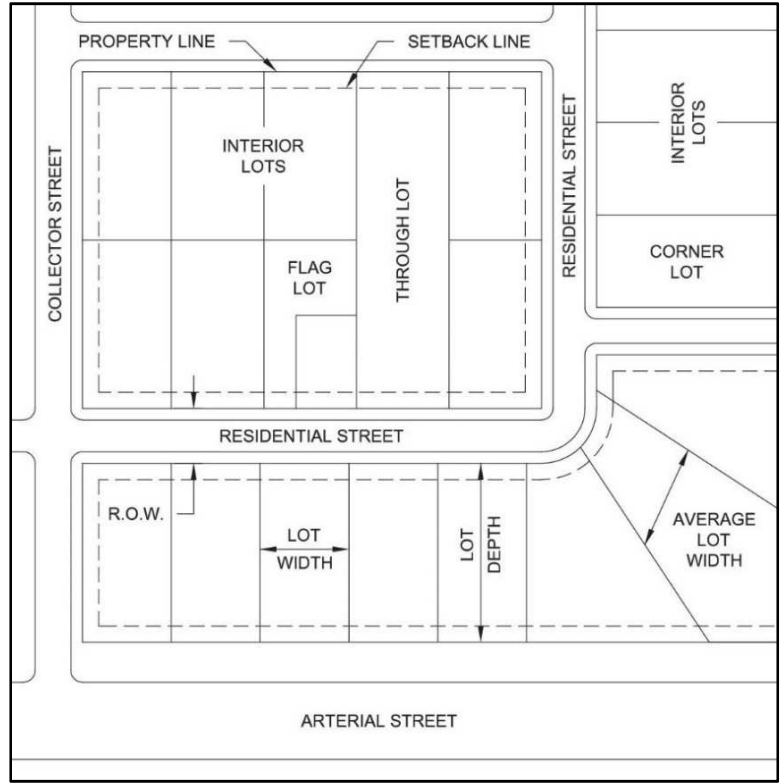 PROPERTY LINE
SETBACK LINE
INTERIOR
LOTS
INTERIOR
LOTS
COLLECTOR STREET
THROUGH LOT
RESIDENTIAL STREET
FLAG
LOT
CORNER
LOT
RESIDENTIAL STREET
R.O.W.
LOT
WIDTH
LOT
DEPTH
AVERAGE
LOT
WIDTH
ARTERIAL STREET